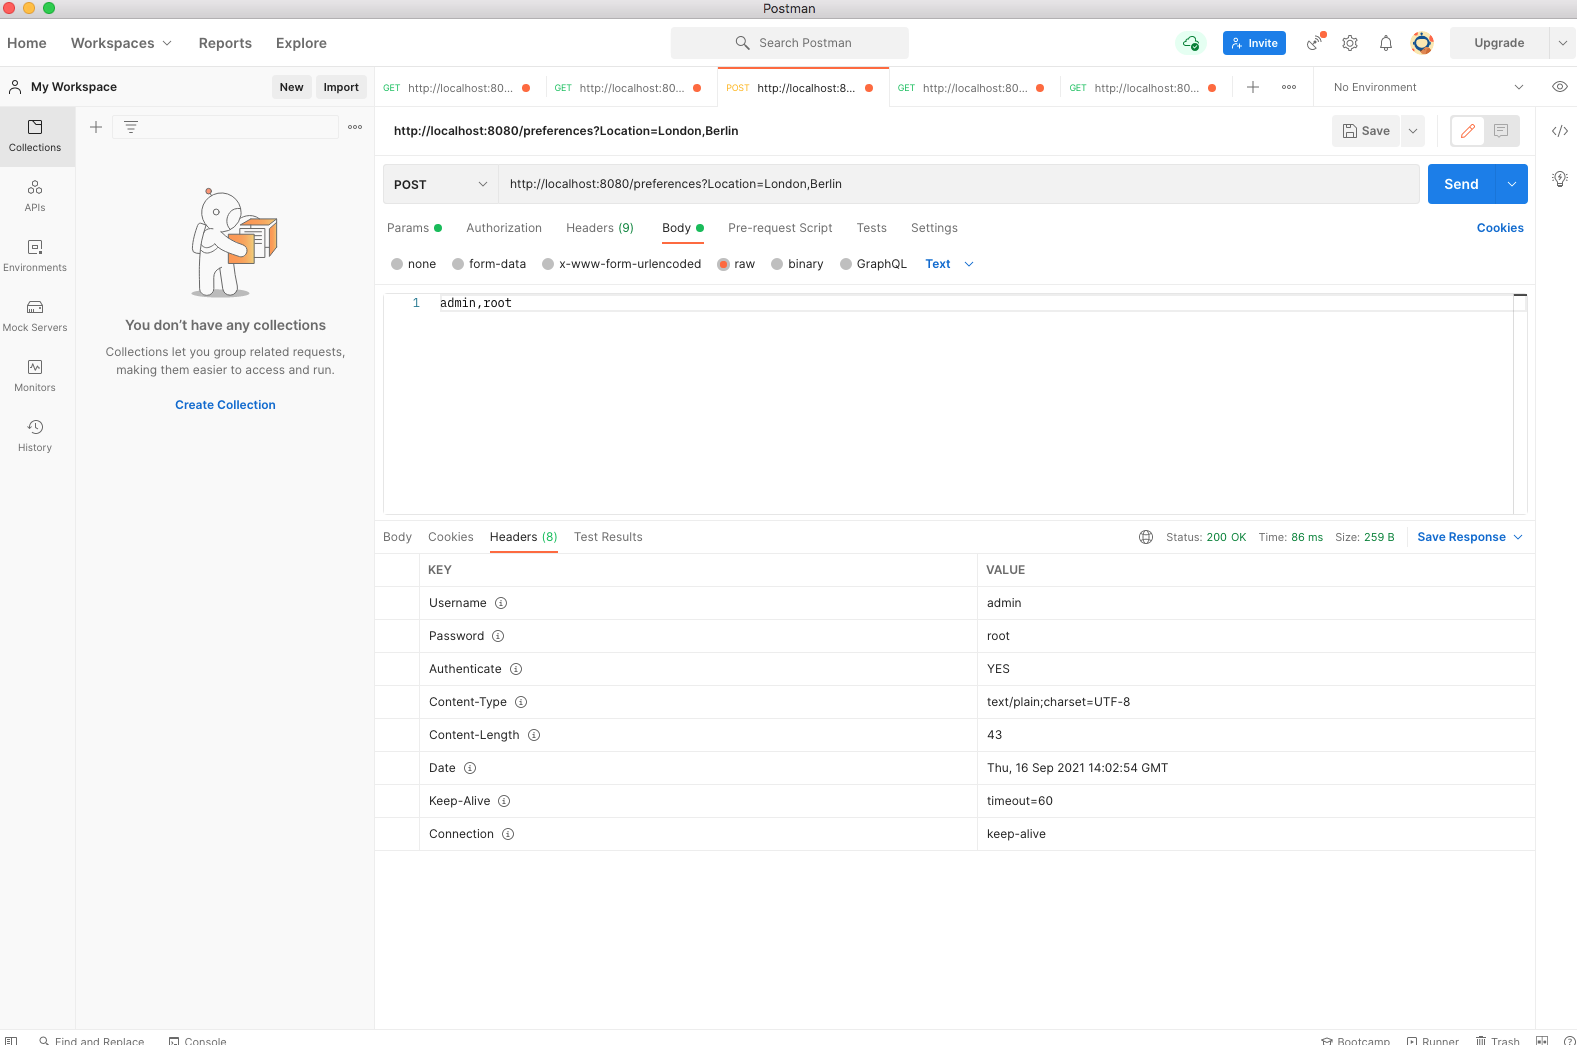 Postman
Home Workspaces Reports Explore Search Postman Invite Upgrade
My Workspace New Import
GET http://localhost:80... GET http://localhost:80... POST http://localhost:8... GET http://localhost:80... GET http://localhost:80... No Environment
http://localhost:8080/preferences?Location=London,Berlin Save
POST http://localhost:8080/preferences?Location=London,Berlin Send
Params Authorization Headers (9) Body Pre-request Script Tests Settings Cookies
none form-data x-www-form-urlencoded raw binary GraphQL Text
1 admin,root
Collections
APIs
Environments
Mock Servers
Monitors
History
You don’t have any collections
Collections let you group related requests,
making them easier to access and run.
Create Collection
Body Cookies Headers (8) Test Results Status: 200 OK Time: 86 ms Size: 259 B Save Response
KEY VALUE
Username admin
Password root
Authenticate YES
Content-Type text/plain;charset=UTF-8
Content-Length 43
Date Thu, 16 Sep 2021 14:02:54 GMT
Keep-Alive timeout=60
Connection keep-alive
Find and Replace Console Bootcamp Runner Trash